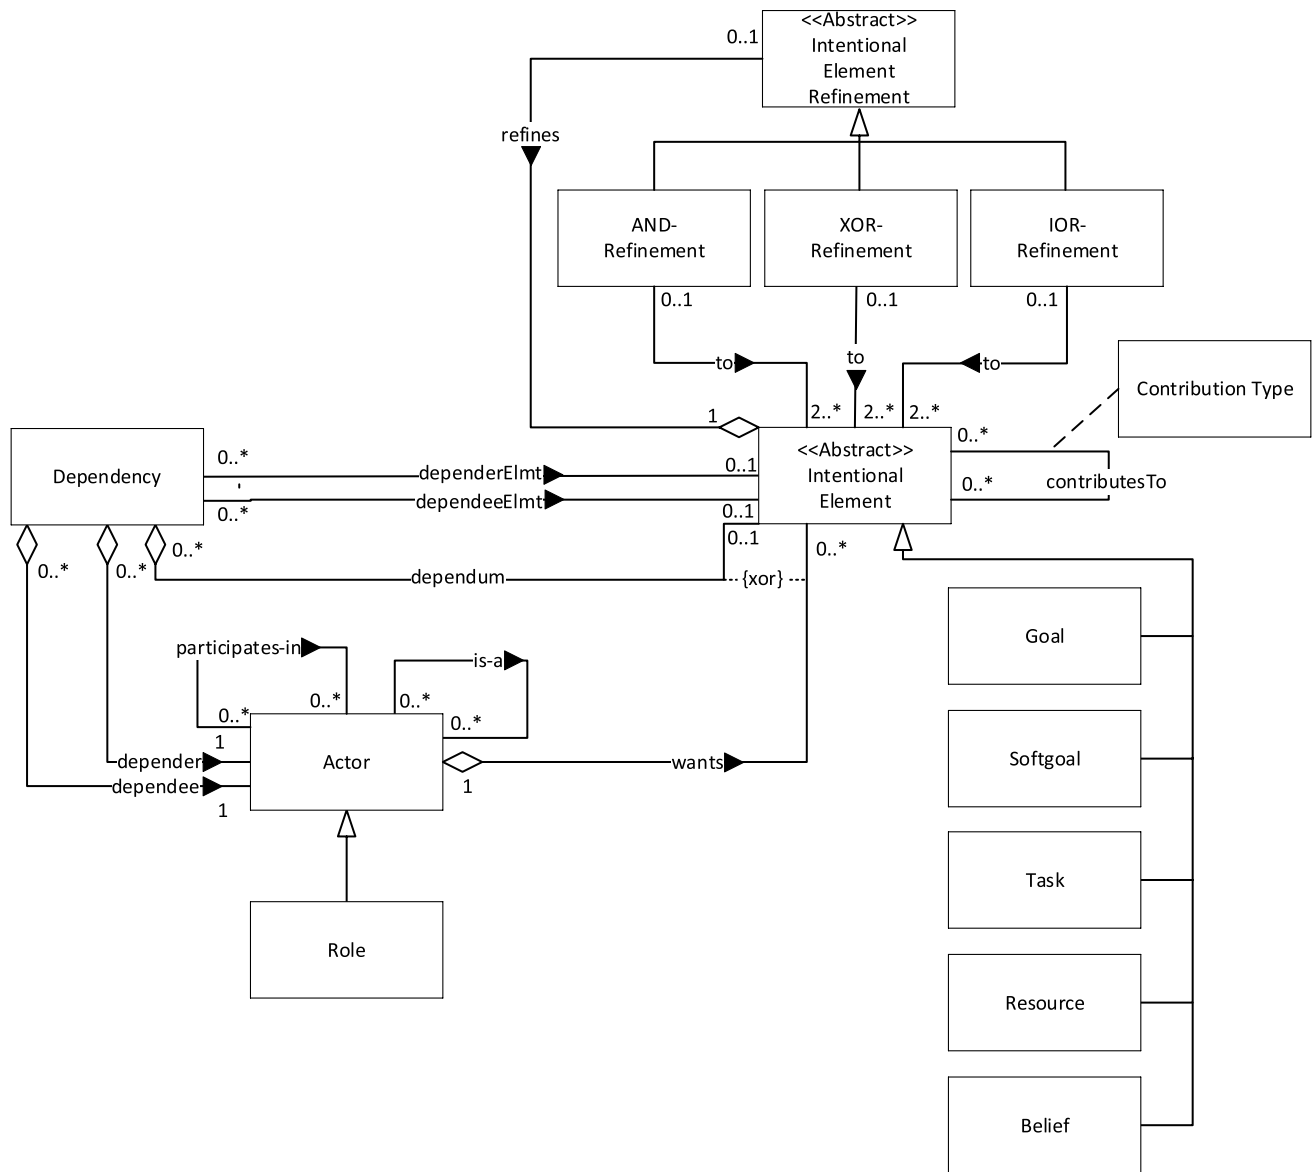 <<Abstract>>
Intentional
Element
Refinement
0..1
refines
AND-
Refinement
XOR-
Refinement
IOR-
Refinement
0..1
0..1
0..1
to
to
to
Contribution Type
1
2..*
2..*
2..*
<<Abstract>>
Intentional
Element
0..*
0..*
contributesTo
Dependency
0..*
0..*
dependerElmt
dependeeElmt
0..1
0..1
0..1
0..*
0..*
0..*
0..*
dependum
{xor}
participates-in
is-a
0..*
0..*
0..*
0..*
1
depender
dependee
1
Actor
1
wants
Role
Goal
Softgoal
Task
Resource
Belief